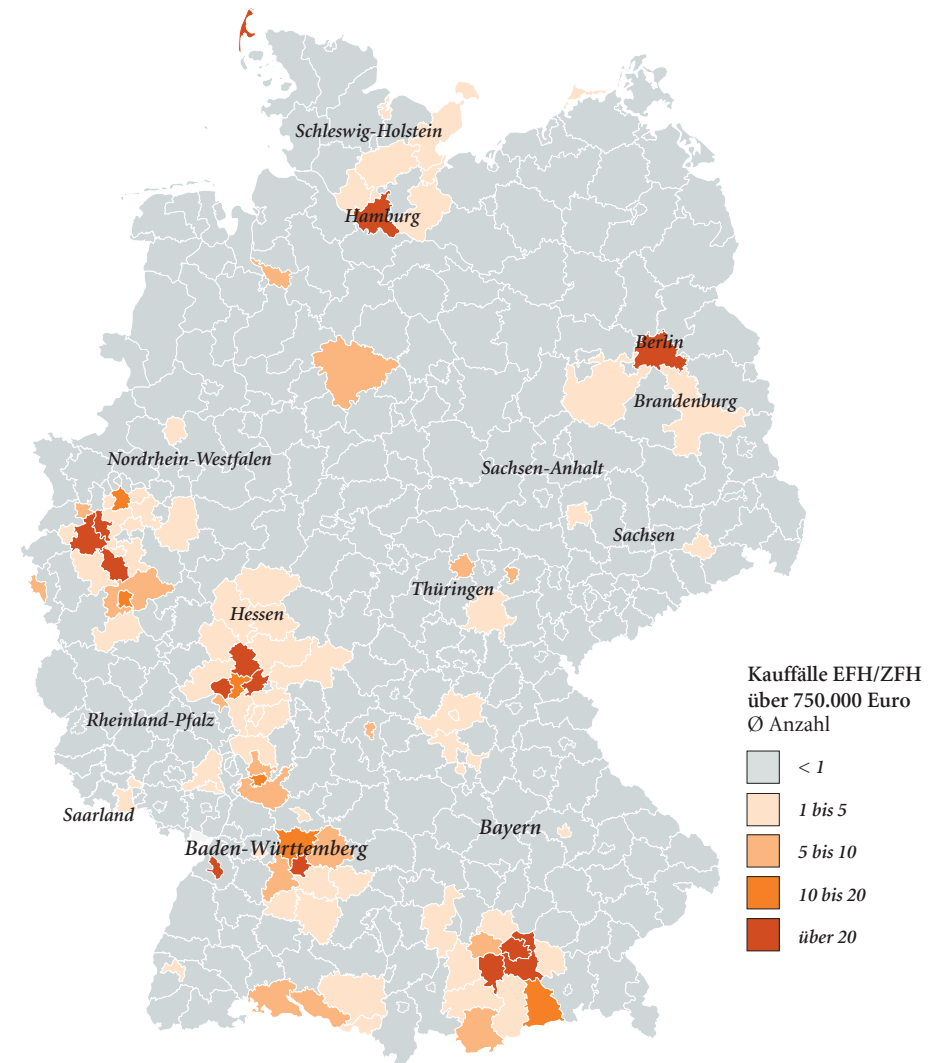 Schleswig-Holstein
Hamburg
Berlin
Brandenburg
Nordrhein-Westfalen
Sachsen-Anhalt
Sachsen
Thüringen
Hessen
Kauffälle EFH/ZFH
über 750.000 Euro
Ø Anzahl
< 1
1 bis 5
5 bis 10
10 bis 20
über 20
Rheinland-Pfalz
Saarland
Bayern
Baden-Württemberg